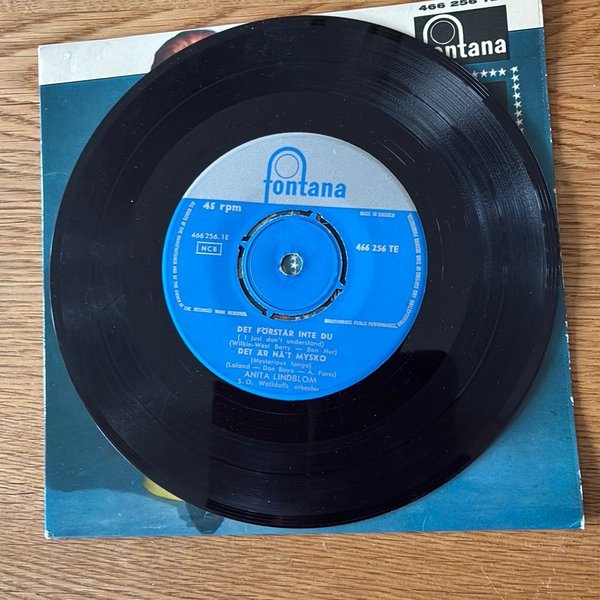 466 256 TE
fontana
fontana
45 rpm
MADE IN SWEDEN
466 256.1E
NCB
466 256 TE
DET FÖRSTÅR INTE DU
( I just don't understand)
(Wilkin-West Berry — Ben Hur)
DET ÄR NÅ'T MYSKO
(Mysterious tango)
(Loland — Don Baya — A. Forss)
ANITA LINDBLOM
S. O. Walldoffs orkester